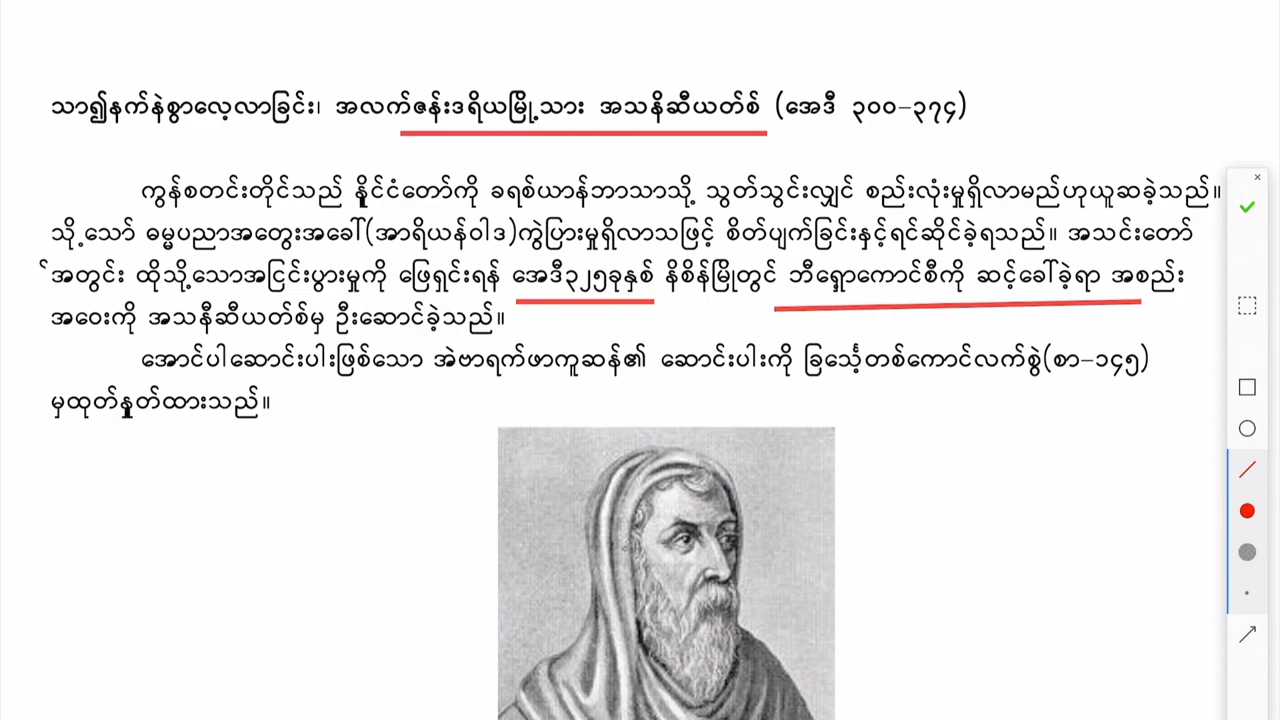 သာ၍နက်နဲစွာလေ့လာခြင်း၊ အလက်ဇန်းဒရိယမြို့သား အသနိဆီယတ်စ် (အေဒီ ၃၀၀–၃၇၄)
ကွန်စတင်းတိုင်သည် နိူင်ငံတော်ကို ခရစ်ယာန်ဘာသာသို့ သွတ်သွင်းလျှင် စည်းလုံးမှုရှိလာမည်ဟုယူဆခဲ့သည်။
သို့သော် ဓမ္မပညာအတွေးအခေါ်(အာရိယန်ဝါဒ)ကွဲပြားမှုရှိလာသဖြင့် စိတ်ပျက်ခြင်းနှင့်ရင်ဆိုင်ခဲ့ရသည်။ အသင်းတော်
်အတွင်း ထိုသို့သောအငြင်းပွားမှုကို ဖြေရှင်းရန် အေဒီ၃၂၅ခုနှစ် နိစိန်မြို့တွင် ဘီရှောကောင်စီကို ဆင့်ခေါ်ခဲ့ရာ အစည်း
အဝေးကို အသနီဆီယတ်စ်မှ ဦးဆောင်ခဲ့သည်။
အောင်ပါဆောင်းပါးဖြစ်သော အဲဗာရက်ဖာကူဆန်၏ ဆောင်းပါးကို ခြင်္သေ့တစ်ကောင်လက်စွဲ(စာ–၁၄၅)
မှထုတ်နှုတ်ထားသည်။